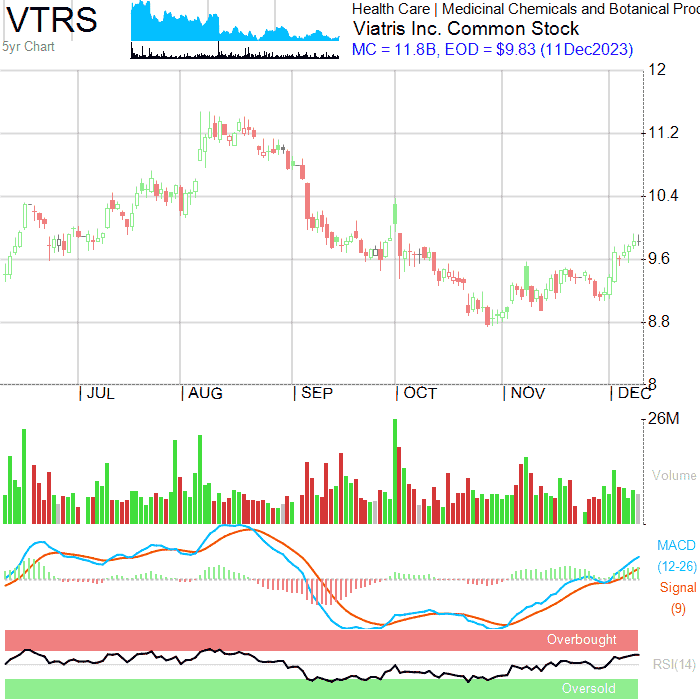 VTRS
5yr Chart
Health Care | Medicinal Chemicals and Botanical Proc
Viatris Inc. Common Stock
MC = 11.8B, EOD = $9.83 (11Dec2023)
12
11.2
10.4
9.6
8.8
8
JUL AUG SEP OCT NOV DEC
26M
Volume
MACD
(12-26)
Signal
(9)
Overbought
RSI(14)
Oversold